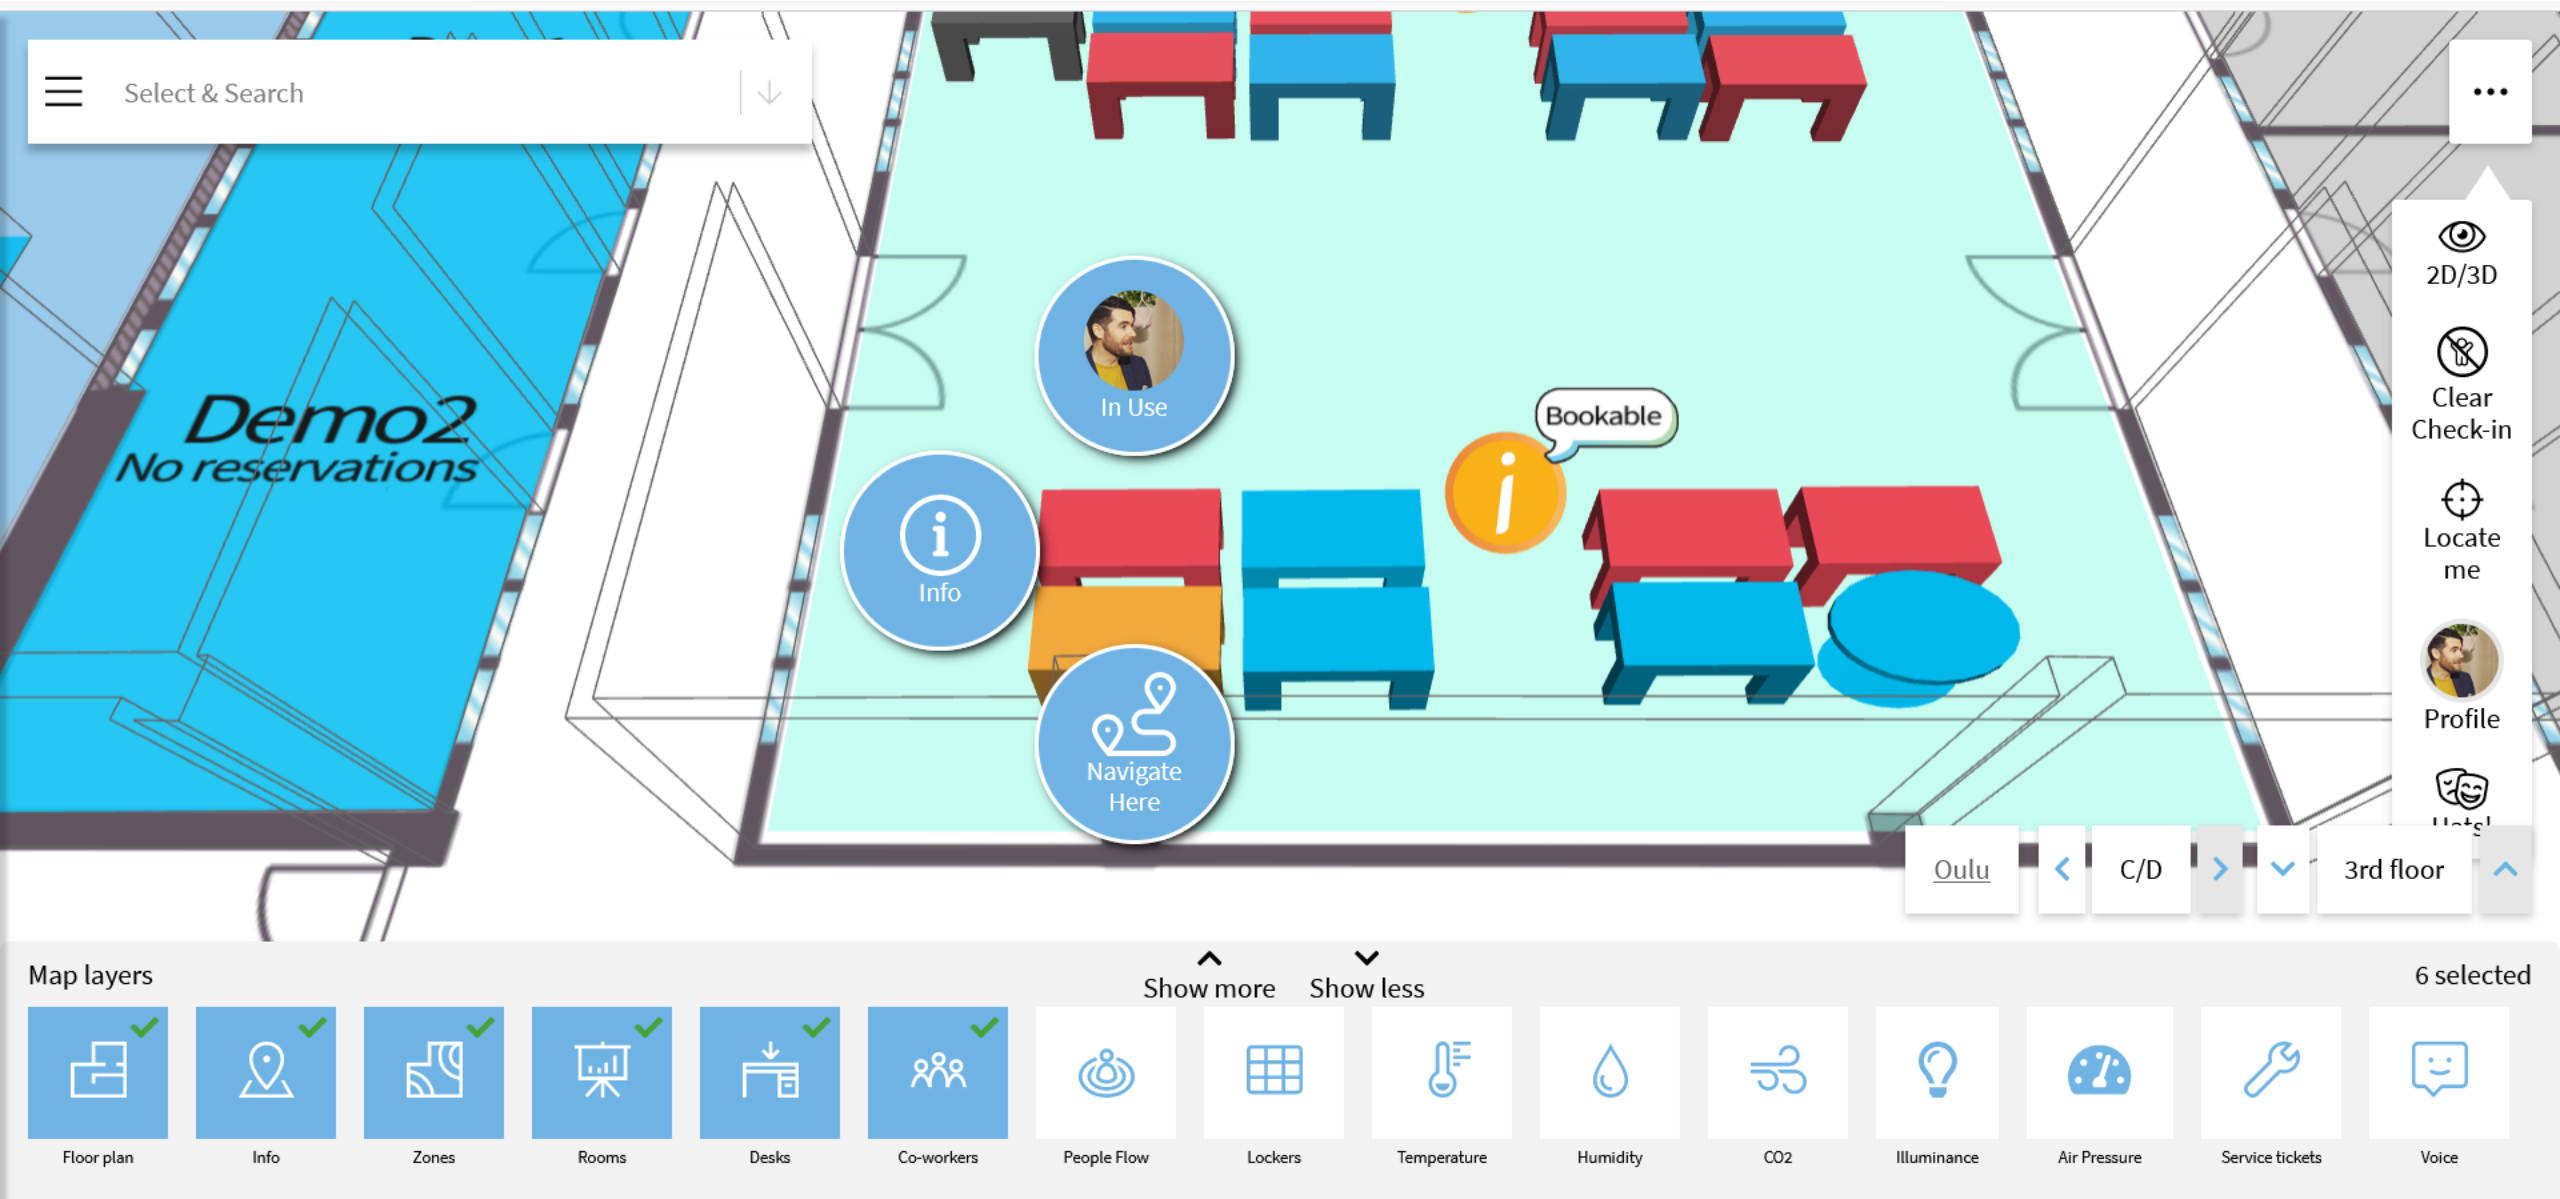 Select & Search
2D/3D
Clear
Check-in
Locate
me
Profile
In Use
Info
Navigate
Here
Bookable
Demo2
No reservations
Oulu
C/D
3rd floor
Map layers
Show more
Show less
6 selected
Floor plan
Info
Zones
Rooms
Desks
Co-workers
People Flow
Lockers
Temperature
Humidity
CO2
Illuminance
Air Pressure
Service tickets
Voice